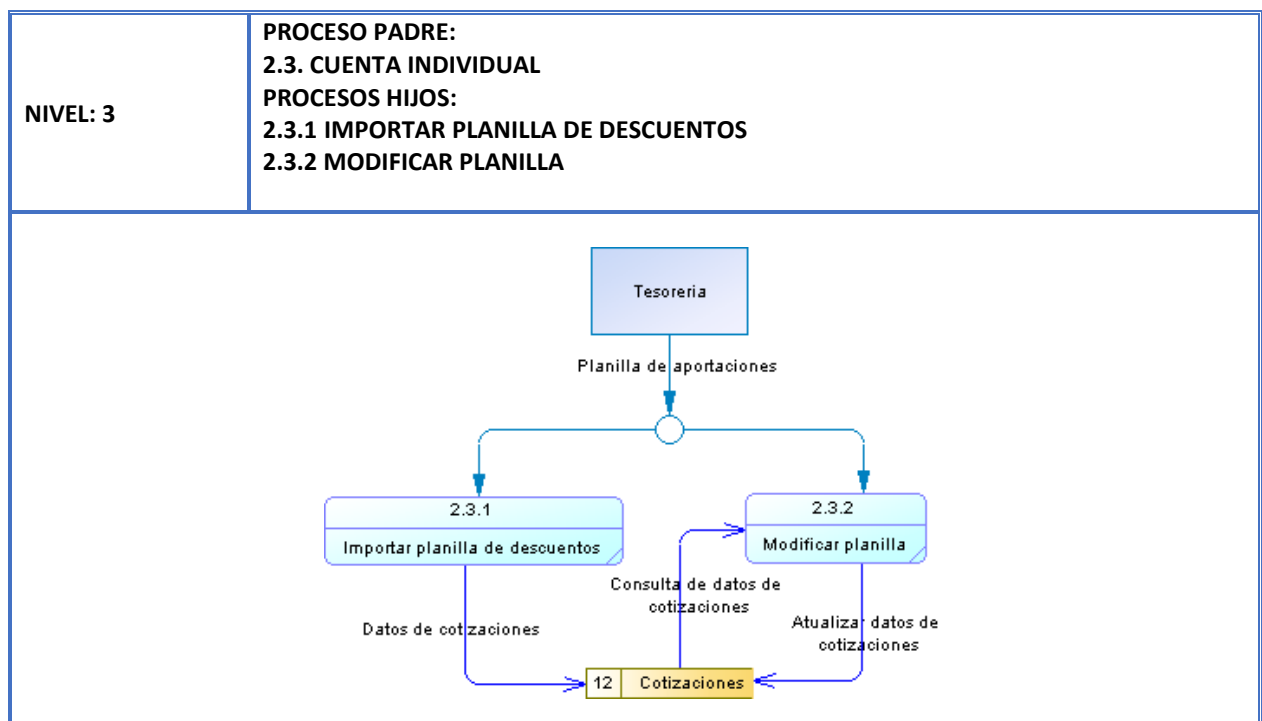 NIVEL: 3
PROCESO PADRE:
2.3. CUENTA INDIVIDUAL
PROCESOS HIJOS:
2.3.1 IMPORTAR PLANILLA DE DESCUENTOS
2.3.2 MODIFICAR PLANILLA
Tesoreria
Planilla de aportaciones
2.3.1
Importar planilla de descuentos
2.3.2
Modificar planilla
Consulta de datos de
cotizaciones
Datos de cotizaciones
Atualizar datos de
cotizaciones
12 Cotizaciones